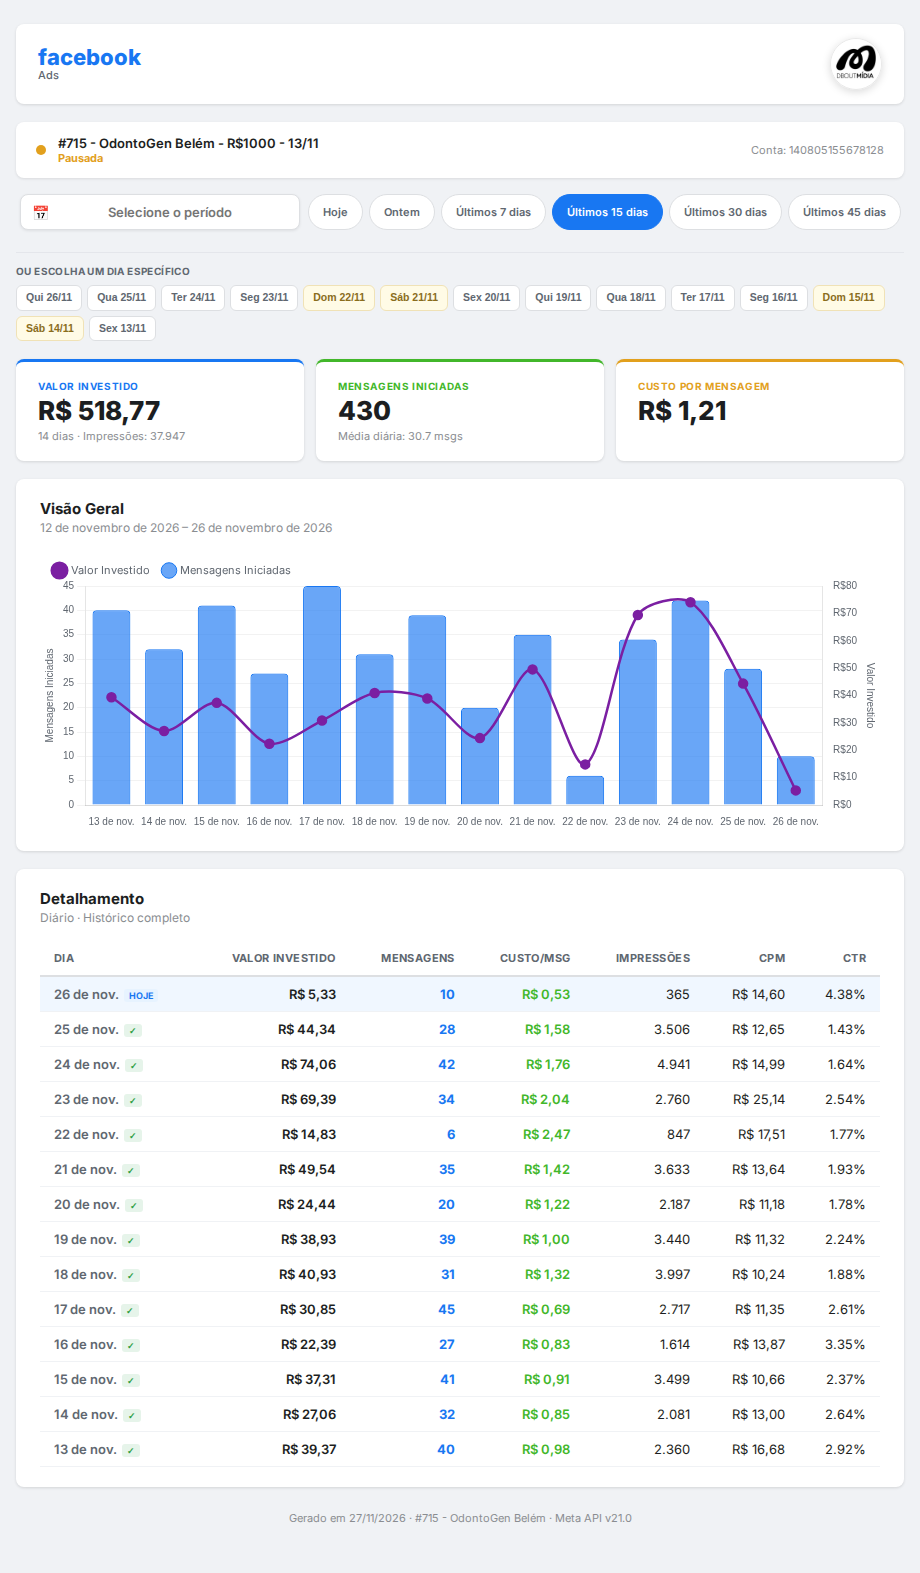 facebook
Ads
DBOUTMÍDIA
#715 - OdontoGen Belém - R$1000 - 13/11
Pausada
Conta: 140805155678128
Selecione o período
Hoje
Ontem
Últimos 7 dias
Últimos 15 dias
Últimos 30 dias
Últimos 45 dias
OU ESCOLHA UM DIA ESPECÍFICO
Qui 26/11 Qua 25/11 Ter 24/11 Seg 23/11 Dom 22/11 Sáb 21/11 Sex 20/11 Qui 19/11 Qua 18/11 Ter 17/11 Seg 16/11 Dom 15/11
Sáb 14/11 Sex 13/11
VALOR INVESTIDO
R$ 518,77
14 dias · Impressões: 37.947
MENSAGENS INICIADAS
430
Média diária: 30.7 msgs
CUSTO POR MENSAGEM
R$ 1,21
Visão Geral
12 de novembro de 2026 – 26 de novembro de 2026
Valor Investido Mensagens Iniciadas
45
40
35
30
25
20
15
10
5
0
Mensagens Iniciadas
R$80
R$70
R$60
R$50
R$40
R$30
R$20
R$10
R$0
Valor Investido
13 de nov. 14 de nov. 15 de nov. 16 de nov. 17 de nov. 18 de nov. 19 de nov. 20 de nov. 21 de nov. 22 de nov. 23 de nov. 24 de nov. 25 de nov. 26 de nov.
Detalhamento
Diário · Histórico completo
DIA VALOR INVESTIDO MENSAGENS CUSTO/MSG IMPRESSÕES CPM CTR
26 de nov. HOJE R$ 5,33 10 R$ 0,53 365 R$ 14,60 4.38%
25 de nov. ✓ R$ 44,34 28 R$ 1,58 3.506 R$ 12,65 1.43%
24 de nov. ✓ R$ 74,06 42 R$ 1,76 4.941 R$ 14,99 1.64%
23 de nov. ✓ R$ 69,39 34 R$ 2,04 2.760 R$ 25,14 2.54%
22 de nov. ✓ R$ 14,83 6 R$ 2,47 847 R$ 17,51 1.77%
21 de nov. ✓ R$ 49,54 35 R$ 1,42 3.633 R$ 13,64 1.93%
20 de nov. ✓ R$ 24,44 20 R$ 1,22 2.187 R$ 11,18 1.78%
19 de nov. ✓ R$ 38,93 39 R$ 1,00 3.440 R$ 11,32 2.24%
18 de nov. ✓ R$ 40,93 31 R$ 1,32 3.997 R$ 10,24 1.88%
17 de nov. ✓ R$ 30,85 45 R$ 0,69 2.717 R$ 11,35 2.61%
16 de nov. ✓ R$ 22,39 27 R$ 0,83 1.614 R$ 13,87 3.35%
15 de nov. ✓ R$ 37,31 41 R$ 0,91 3.499 R$ 10,66 2.37%
14 de nov. ✓ R$ 27,06 32 R$ 0,85 2.081 R$ 13,00 2.64%
13 de nov. ✓ R$ 39,37 40 R$ 0,98 2.360 R$ 16,68 2.92%
Gerado em 27/11/2026 · #715 - OdontoGen Belém · Meta API v21.0